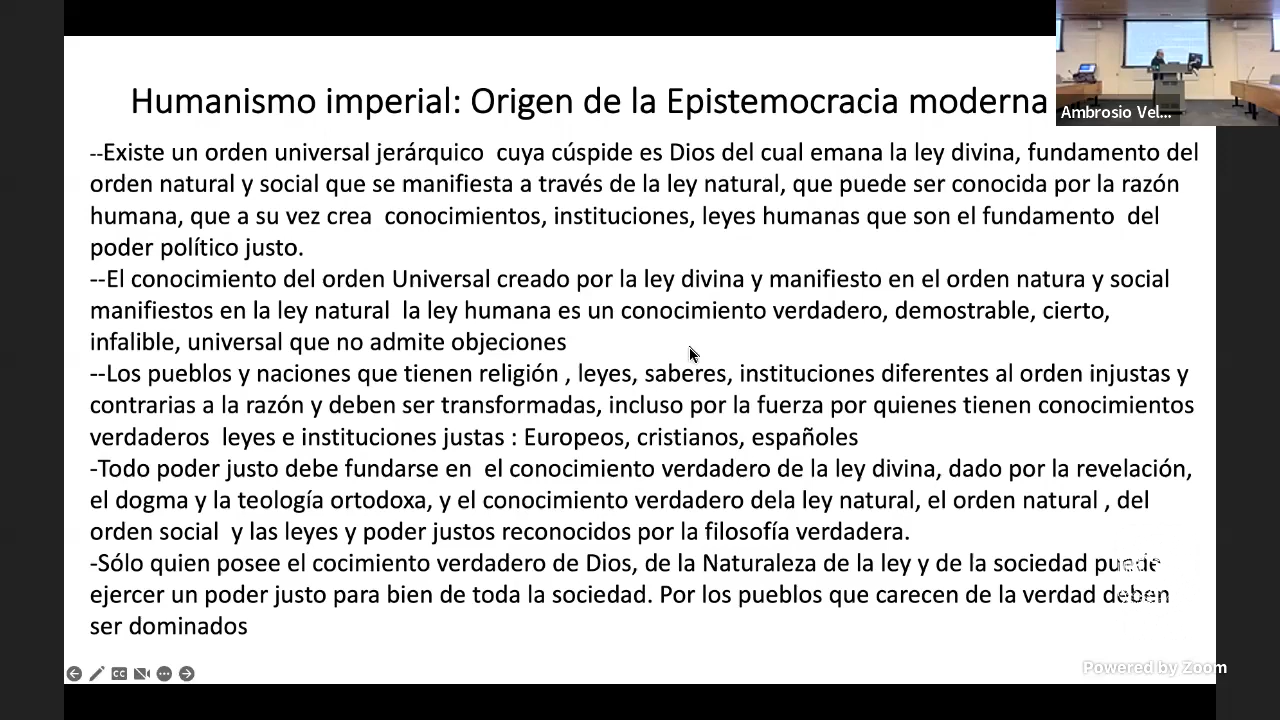 Humanismo imperial: Origen de la Epistemocracia moderna
Ambrosio Vel...
--Existe un orden universal jerárquico cuya cúspide es Dios del cual emana la ley divina, fundamento del
orden natural y social que se manifiesta a través de la ley natural, que puede ser conocida por la razón
humana, que a su vez crea conocimientos, instituciones, leyes humanas que son el fundamento del
poder político justo.
--El conocimiento del orden Universal creado por la ley divina y manifiesto en el orden natura y social
manifiestos en la ley natural la ley humana es un conocimiento verdadero, demostrable, cierto,
infalible, universal que no admite objeciones
--Los pueblos y naciones que tienen religión , leyes, saberes, instituciones diferentes al orden injustas y
contrarias a la razón y deben ser transformadas, incluso por la fuerza por quienes tienen conocimientos
verdaderos leyes e instituciones justas : Europeos, cristianos, españoles
-Todo poder justo debe fundarse en el conocimiento verdadero de la ley divina, dado por la revelación,
el dogma y la teología ortodoxa, y el conocimiento verdadero dela ley natural, el orden natural , del
orden social y las leyes y poder justos reconocidos por la filosofía verdadera.
-Sólo quien posee el cocimiento verdadero de Dios, de la Naturaleza de la ley y de la sociedad puede
ejercer un poder justo para bien de toda la sociedad. Por los pueblos que carecen de la verdad deben
ser dominados
CC
Powered by Zoom